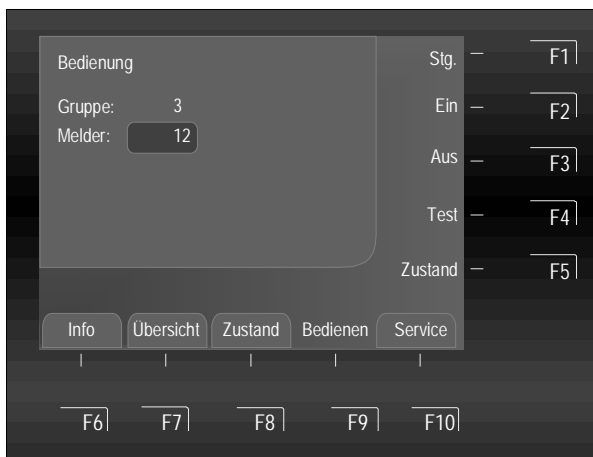 Bedienung
Gruppe: 3
Melder: 12
Stg. F1
Ein F2
Aus F3
Test F4
Zustand F5
Info Übersicht Zustand Bedienen Service
F6 F7 F8 F9 F10